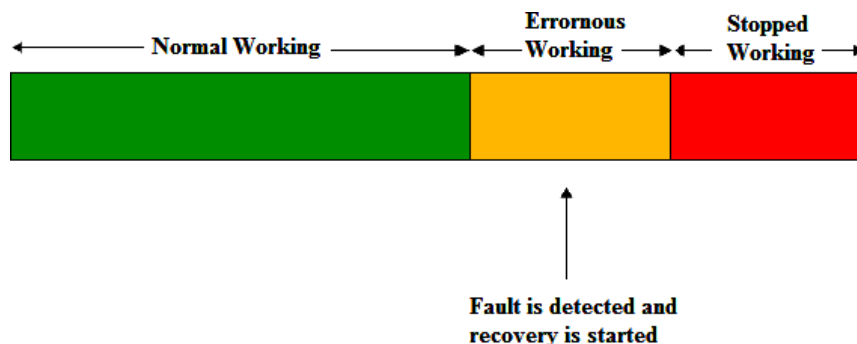 Normal Working
Errornous
Working
Stopped
Working
Fault is detected and
recovery is started